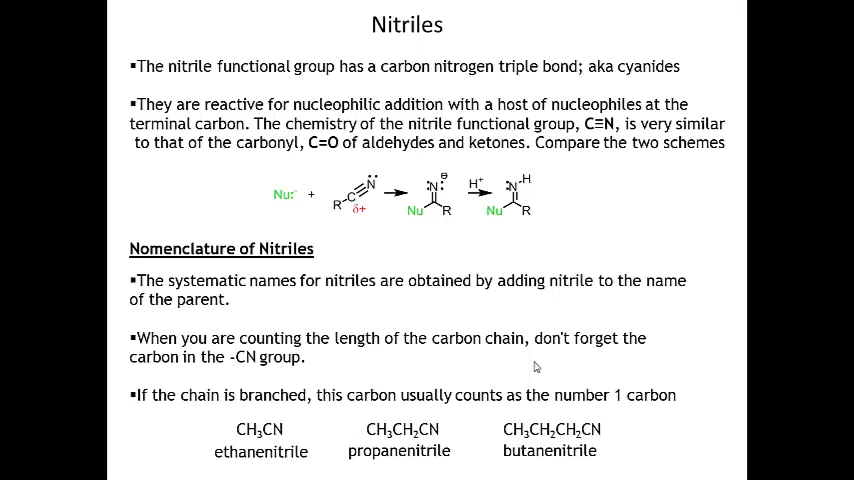 Nitriles
▪The nitrile functional group has a carbon nitrogen triple bond; aka cyanides
▪They are reactive for nucleophilic addition with a host of nucleophiles at the
terminal carbon. The chemistry of the nitrile functional group, C≡N, is very similar
to that of the carbonyl, C=O of aldehydes and ketones. Compare the two schemes
Nu:⁻ + R C N δ+ :N: ⊖ Nu R H⁺ :N H Nu R
Nomenclature of Nitriles
▪The systematic names for nitriles are obtained by adding nitrile to the name
of the parent.
▪When you are counting the length of the carbon chain, don't forget the
carbon in the -CN group.
▪If the chain is branched, this carbon usually counts as the number 1 carbon
CH₃CN CH₃CH₂CN CH₃CH₂CH₂CN
ethanenitrile propanenitrile butanenitrile